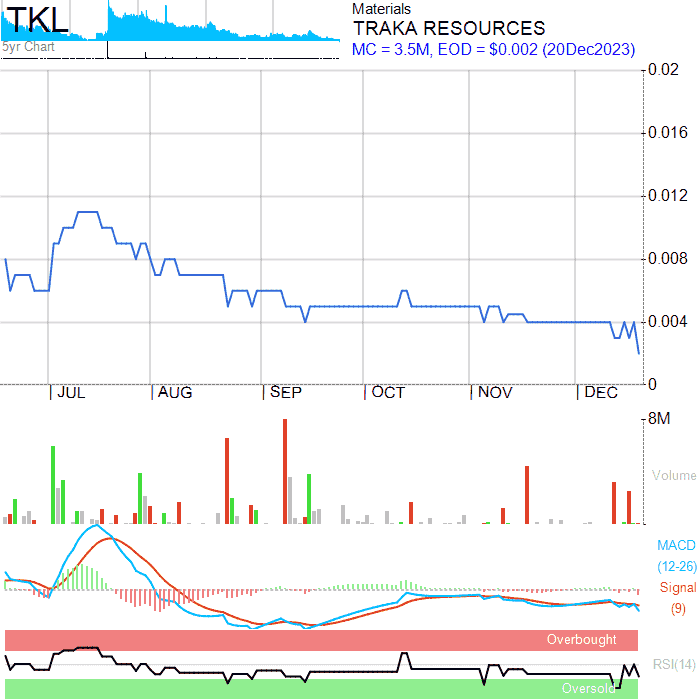 TKL
5yr Chart
Materials
TRAKA RESOURCES
MC = 3.5M, EOD = $0.002 (20Dec2023)
0.02
0.016
0.012
0.008
0.004
0
JUL AUG SEP OCT NOV DEC
8M
Volume
MACD
(12-26)
Signal
(9)
Overbought
RSI(14)
Oversold